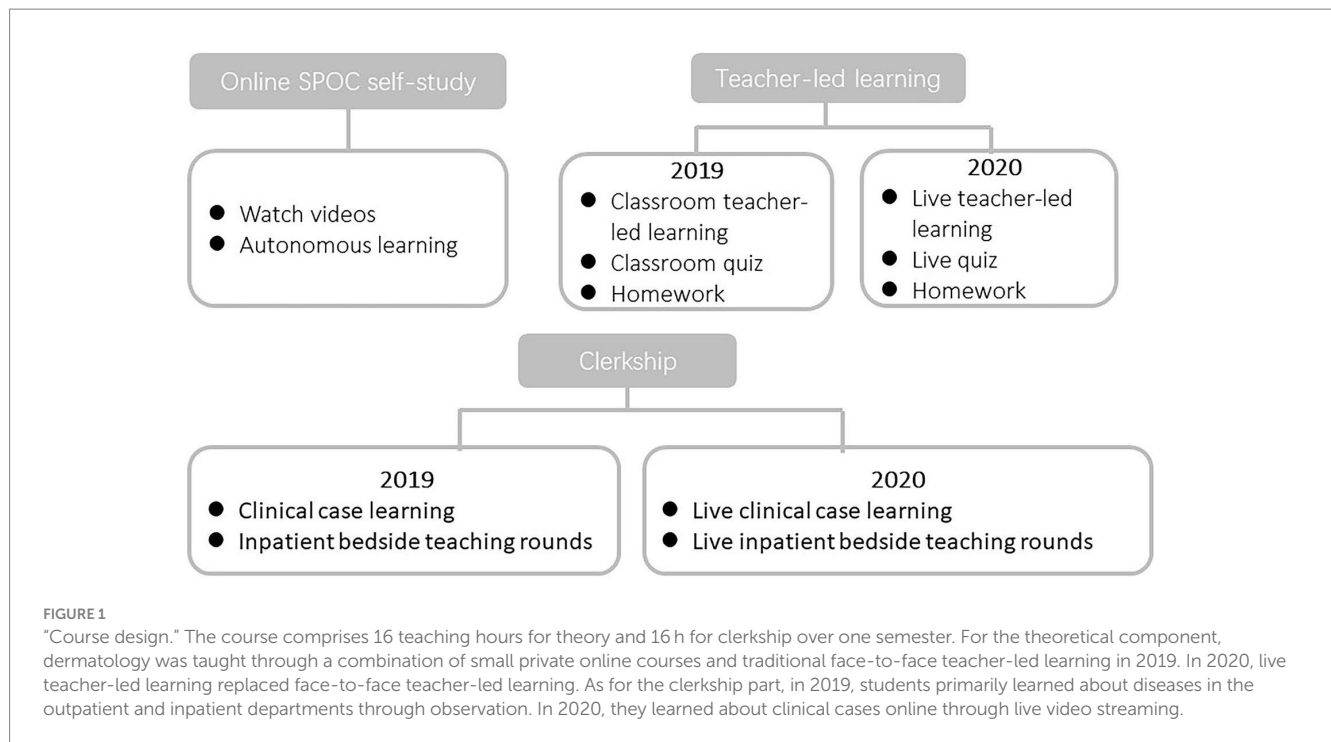 Online SPOC self-study
Teacher-led learning
Watch videos
Autonomous learning
2019
Classroom teacher-
led learning
Classroom quiz
Homework
2020
Live teacher-led
learning
Live quiz
Homework
Clerkship
2019
Clinical case learning
Inpatient bedside teaching rounds
2020
Live clinical case learning
Live inpatient bedside teaching rounds
FIGURE 1
"Course design." The course comprises 16 teaching hours for theory and 16 h for clerkship over one semester. For the theoretical component,
dermatology was taught through a combination of small private online courses and traditional face-to-face teacher-led learning in 2019. In 2020, live
teacher-led learning replaced face-to-face teacher-led learning. As for the clerkship part, in 2019, students primarily learned about diseases in the
outpatient and inpatient departments through observation. In 2020, they learned about clinical cases online through live video streaming.